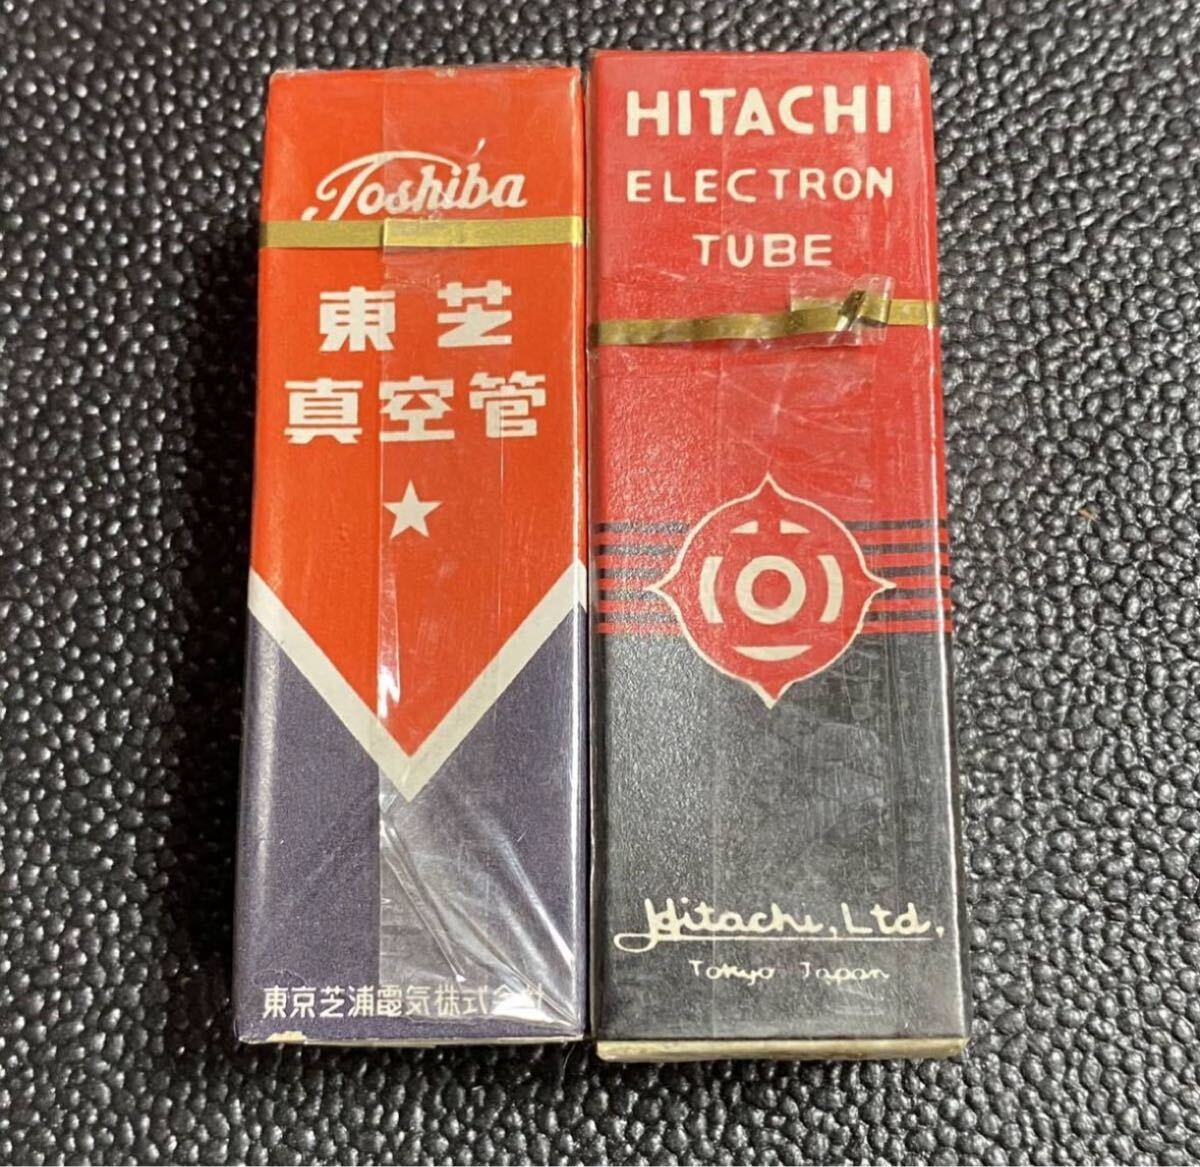 Toshiba
東芝
真空管
東京芝浦電気株式会社
HITACHI
ELECTRON
TUBE
Hitachi, Ltd.
Tokyo Japan